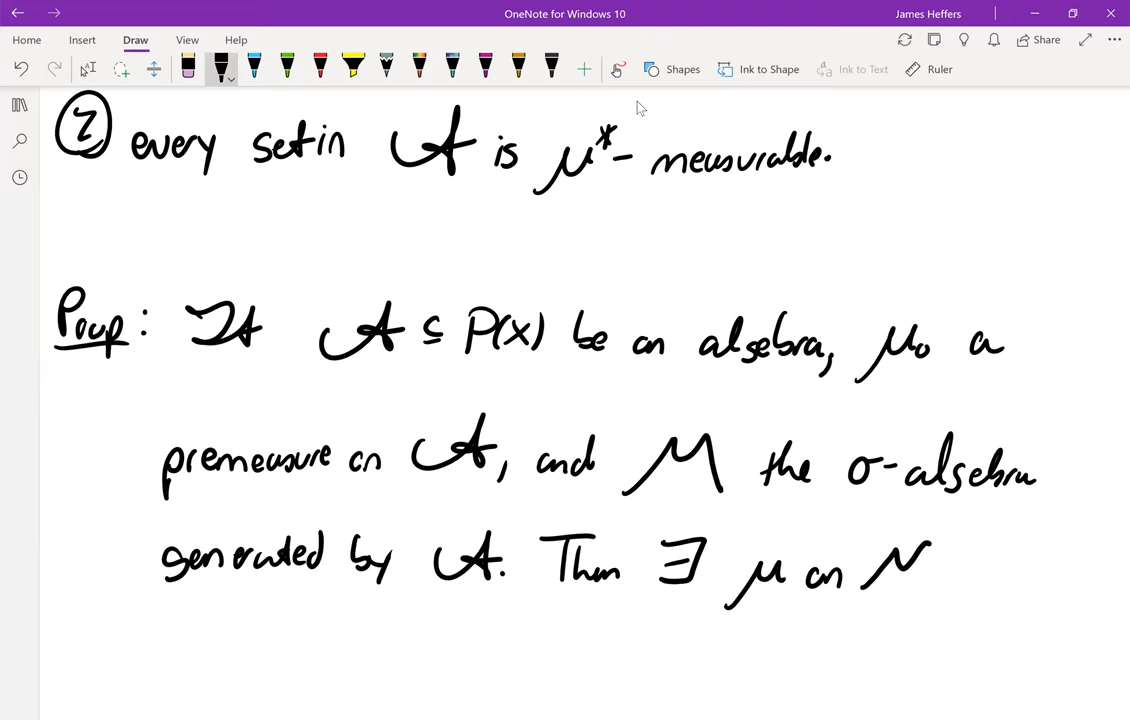 OneNote for Windows 10
James Heffers
Home Insert Draw View Help
Share
Shapes Ink to Shape Ink to Text Ruler
② every set in 𝒜 is μ*-measurable.
Prop: If 𝒜 ⊆ P(X) be an algebra, μ₀ a
premeasure on 𝒜, and M the σ-algebra
generated by 𝒜. Then ∃ μ on